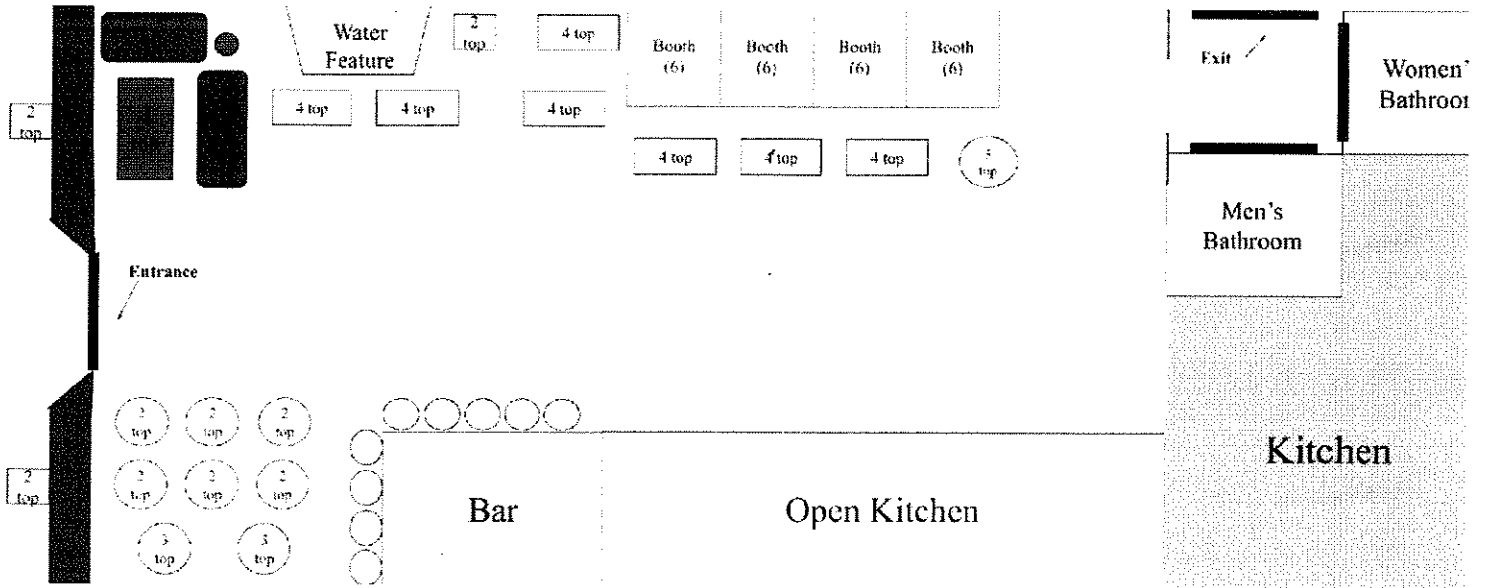 Water
Feature
2
top
4 top
Booth
(6)
Booth
(6)
Booth
(6)
Booth
(6)
Exit
Women'
Bathroo
2
top
4 top
4 top
4 top
4 top
4 top
4 top
top
Men's
Bathroom
Entrance
2
top
2
top
2
top
2
top
2
top
2
top
2
top
3
top
3
top
Bar
Open Kitchen
Kitchen